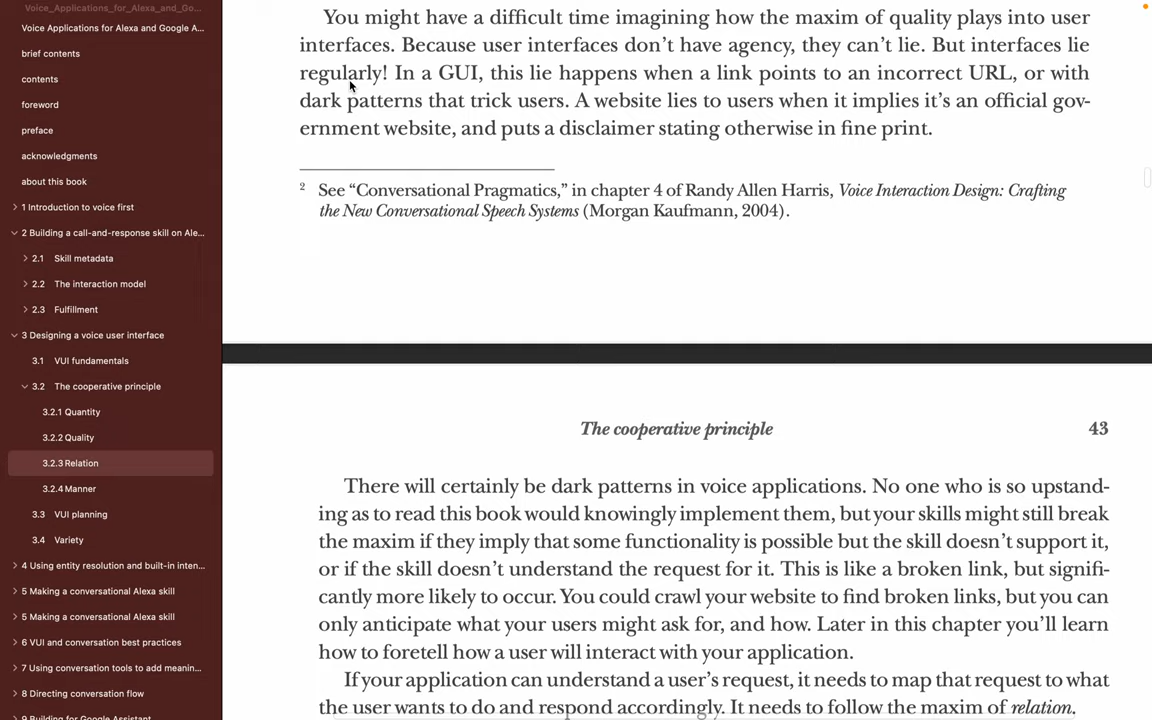 Voice_Applications_for_Alexa_and_Go...
Voice Applications for Alexa and Google A...
brief contents
contents
foreword
preface
acknowledgments
about this book
1 Introduction to voice first
2 Building a call-and-response skill on Ale...
2.1 Skill metadata
2.2 The interaction model
2.3 Fulfillment
3 Designing a voice user interface
3.1 VUI fundamentals
3.2 The cooperative principle
3.2.1 Quantity
3.2.2 Quality
3.2.3 Relation
3.2.4 Manner
3.3 VUI planning
3.4 Variety
4 Using entity resolution and built-in inten...
5 Making a conversational Alexa skill
5 Making a conversational Alexa skill
6 VUI and conversation best practices
7 Using conversation tools to add meanin...
8 Directing conversation flow
9 Building for Google Assistant
You might have a difficult time imagining how the maxim of quality plays into user
interfaces. Because user interfaces don't have agency, they can't lie. But interfaces lie
regularly! In a GUI, this lie happens when a link points to an incorrect URL, or with
dark patterns that trick users. A website lies to users when it implies it's an official gov-
ernment website, and puts a disclaimer stating otherwise in fine print.
2 See “Conversational Pragmatics,” in chapter 4 of Randy Allen Harris, Voice Interaction Design: Crafting
the New Conversational Speech Systems (Morgan Kaufmann, 2004).
The cooperative principle 43
There will certainly be dark patterns in voice applications. No one who is so upstand-
ing as to read this book would knowingly implement them, but your skills might still break
the maxim if they imply that some functionality is possible but the skill doesn't support it,
or if the skill doesn't understand the request for it. This is like a broken link, but signifi-
cantly more likely to occur. You could crawl your website to find broken links, but you can
only anticipate what your users might ask for, and how. Later in this chapter you'll learn
how to foretell how a user will interact with your application.
If your application can understand a user's request, it needs to map that request to what
the user wants to do and respond accordingly. It needs to follow the maxim of relation.